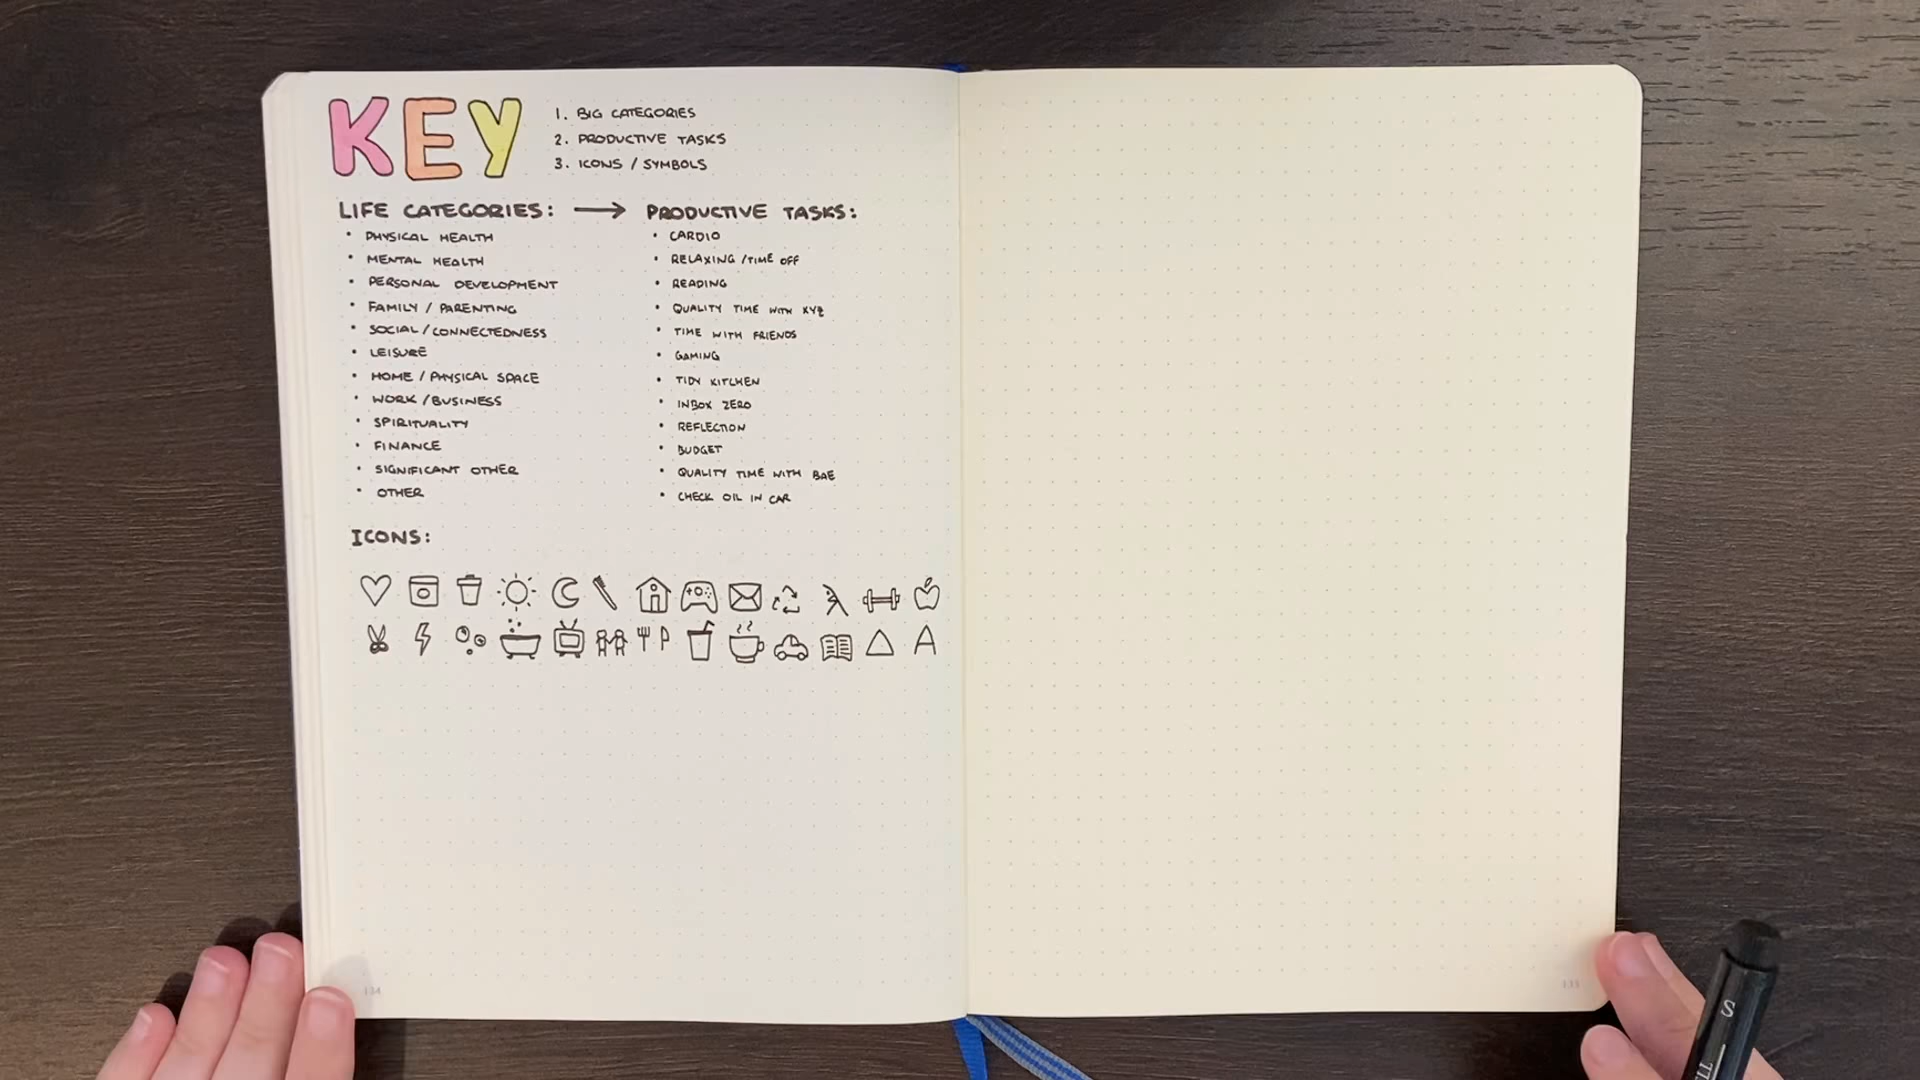 KEY
1. BIG CATEGORIES
2. PRODUCTIVE TASKS
3. ICONS / SYMBOLS
LIFE CATEGORIES: → PRODUCTIVE TASKS:
• PHYSICAL HEALTH
• MENTAL HEALTH
• PERSONAL DEVELOPMENT
• FAMILY / PARENTING
• SOCIAL / CONNECTEDNESS
• LEISURE
• HOME / PHYSICAL SPACE
• WORK / BUSINESS
• SPIRITUALITY
• FINANCE
• SIGNIFICANT OTHER
• OTHER
• CARDIO
• RELAXING / TIME OFF
• READING
• QUALITY TIME WITH XYZ
• TIME WITH FRIENDS
• GAMING
• TIDY KITCHEN
• INBOX ZERO
• REFLECTION
• BUDGET
• QUALITY TIME WITH BAE
• CHECK OIL IN CAR
ICONS:
134
135
S